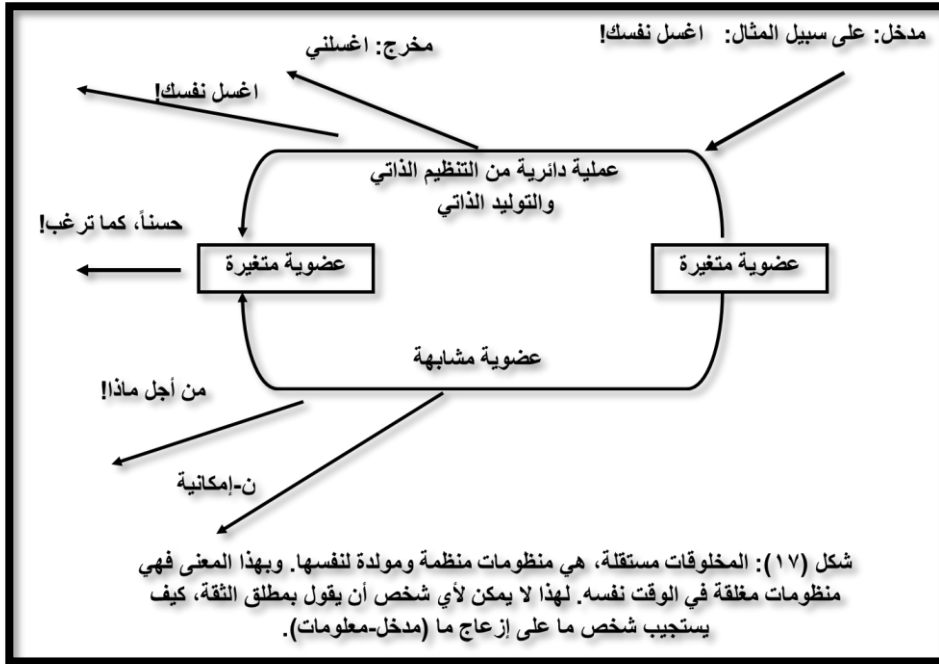 مدخل: على سبيل المثال: اغسل نفسك!
مخرج: اغسلني
اغسل نفسك!
عملية دائرية من التنظيم الذاتي
والتوليد الذاتي
حسناً، كما ترغب!
عضوية متغيرة
عضوية متغيرة
عضوية مشابهة
من أجل ماذا!
ن-إمكانية
شكل (١٧): المخلوقات مستقلة، هي منظومات منظمة ومولدة لنفسها. وبهذا المعنى فهي
منظومات مغلقة في الوقت نفسه. لهذا لا يمكن لأي شخص أن يقول بمطلق الثقة، كيف
يستجيب شخص ما على إزعاج ما (مدخل-معلومات).